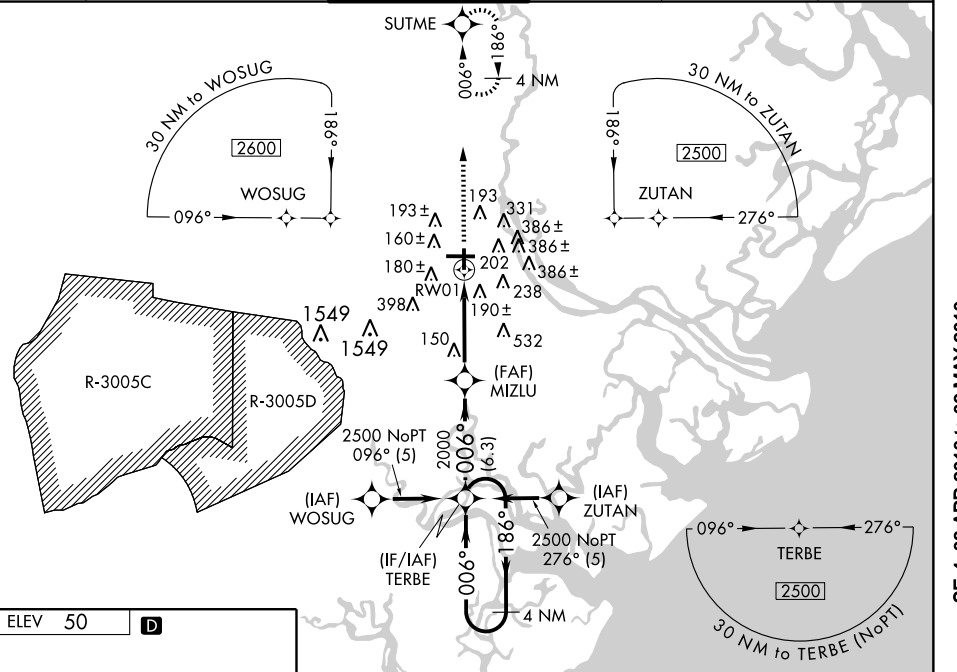 SUTME
006°
186°
4 NM
30 NM to WOSUG
2600
186°
WOSUG
096°
30 NM to ZUTAN
2500
186°
ZUTAN
276°
193±
193
331
160±
386±
386±
180±
202
386±
RW01
238
398
190±
1549
1549
150
532
(FAF)
MIZLU
R-3005C
R-3005D
2500 NoPT
096° (5)
2000
006°
(6.3)
(IAF)
WOSUG
(IAF)
ZUTAN
(IF/IAF)
TERBE
186°
2500 NoPT
276° (5)
006°
4 NM
096°
276°
TERBE
2500
30 NM to TERBE (NoPT)
ELEV 50
D